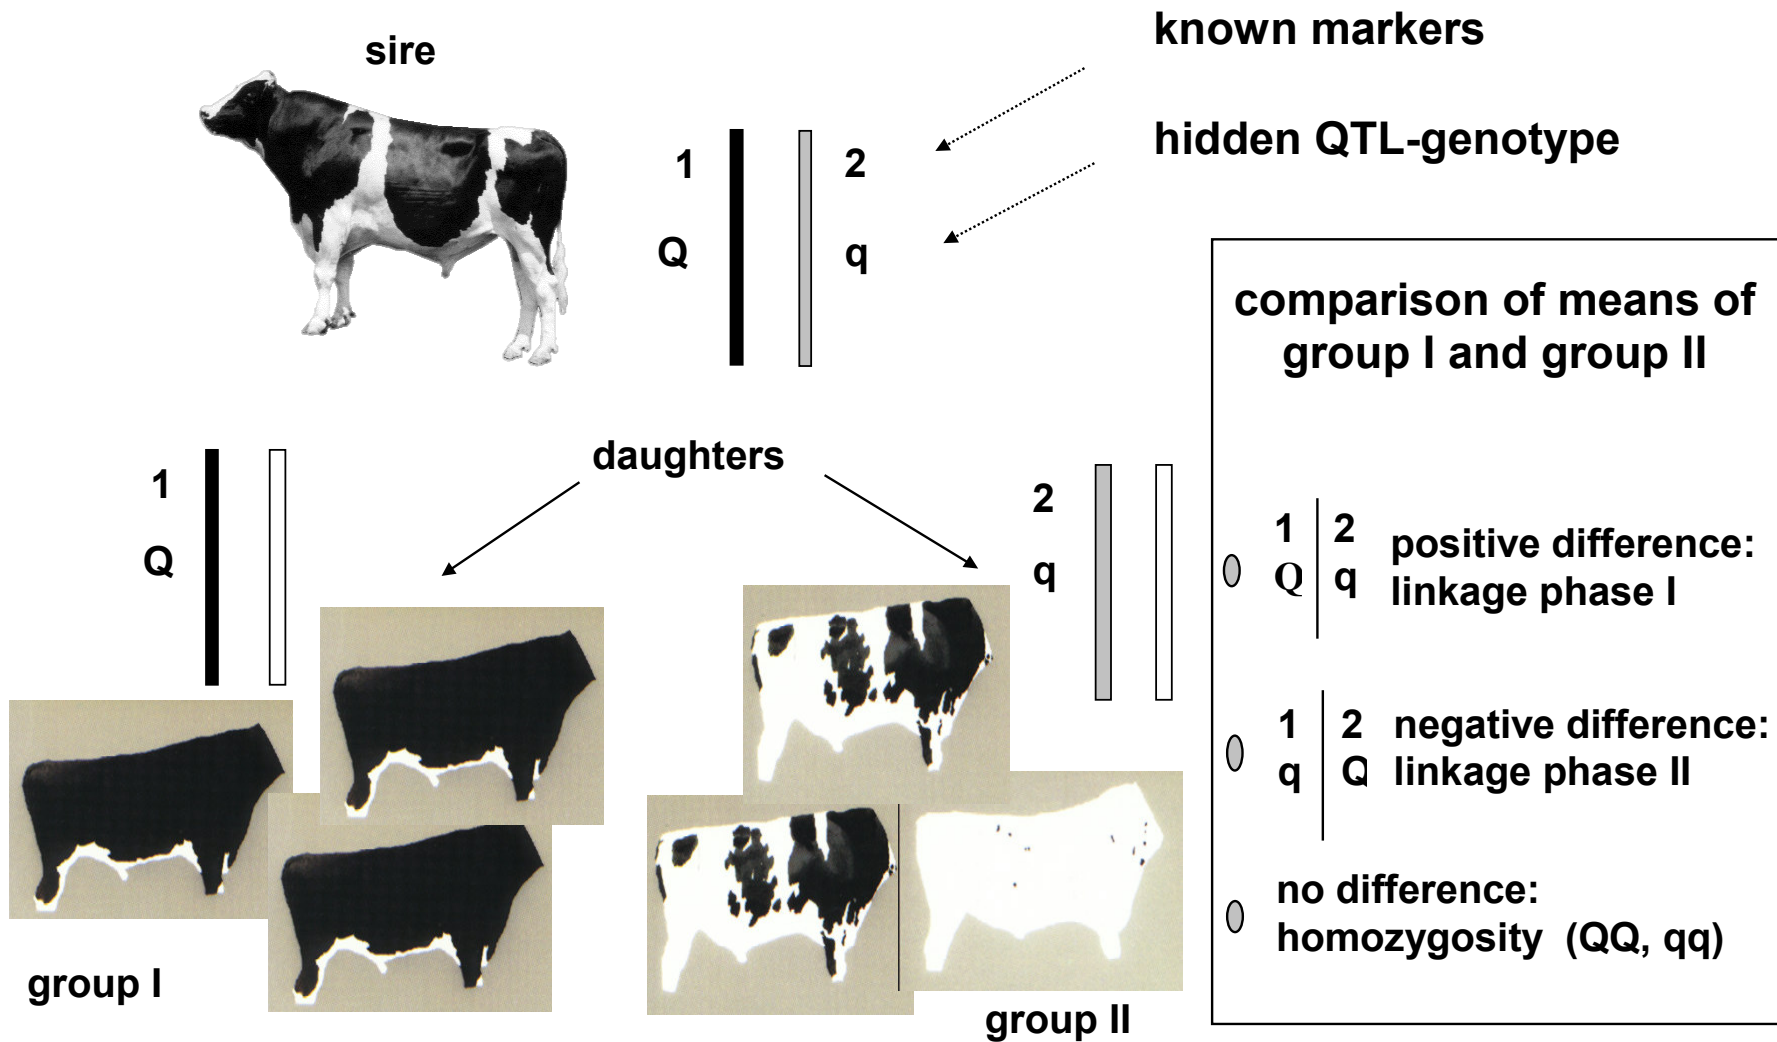 sire
known markers
hidden QTL-genotype
1 2
Q q
daughters
1
Q
2
q
group I
group II
comparison of means of
group I and group II
1 2
Q q
positive difference:
linkage phase I
1 2
q Q
negative difference:
linkage phase II
no difference:
homozygosity (QQ, qq)